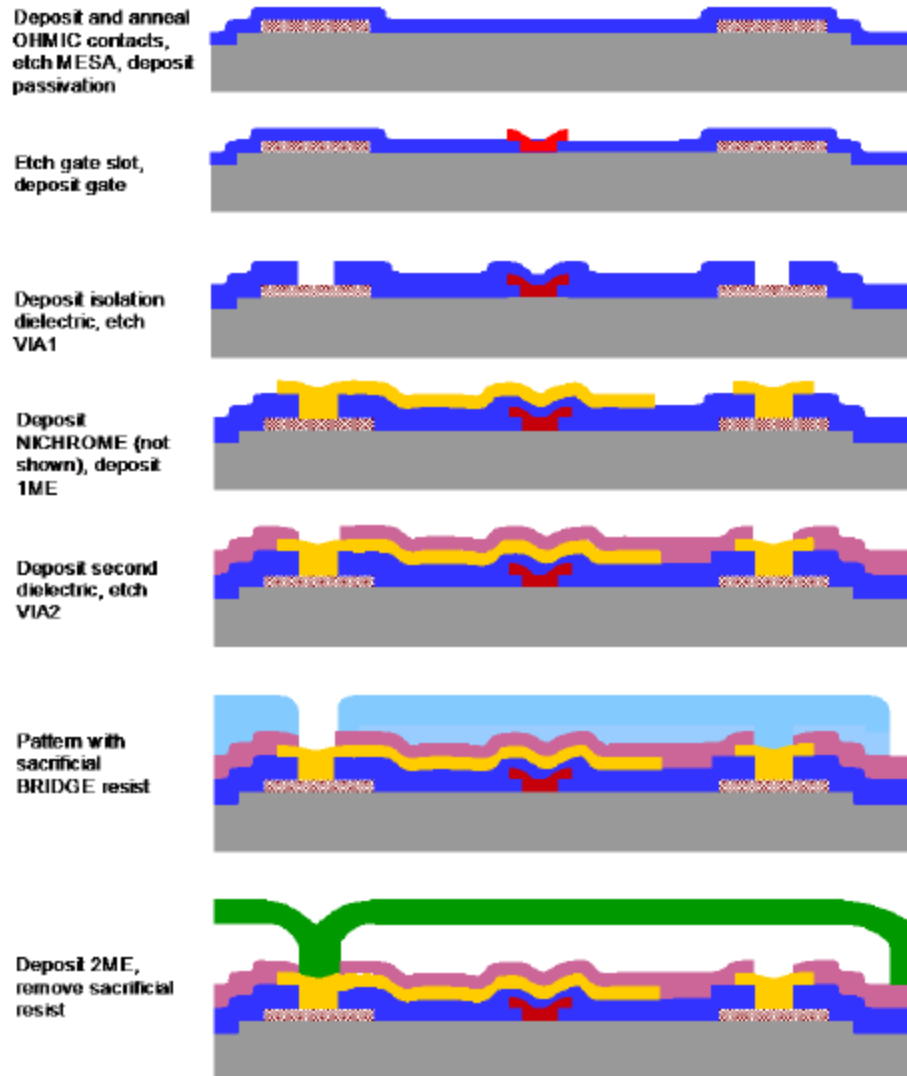 Deposit and anneal
OHMIC contacts,
etch MESA, deposit
passivation
Etch gate slot,
deposit gate
Deposit isolation
dielectric, etch
VIA1
Deposit
NICHROME (not
shown), deposit
1ME
Deposit second
dielectric, etch
VIA2
Pattern with
sacrificial
BRIDGE resist
Deposit 2ME,
remove sacrificial
resist